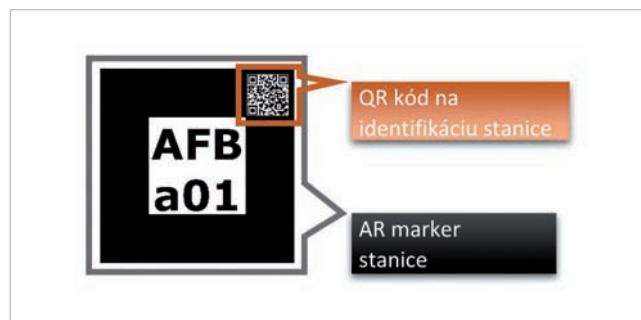 AFB
a01
QR kód na
identifikáciu stanice
AR marker
stanice